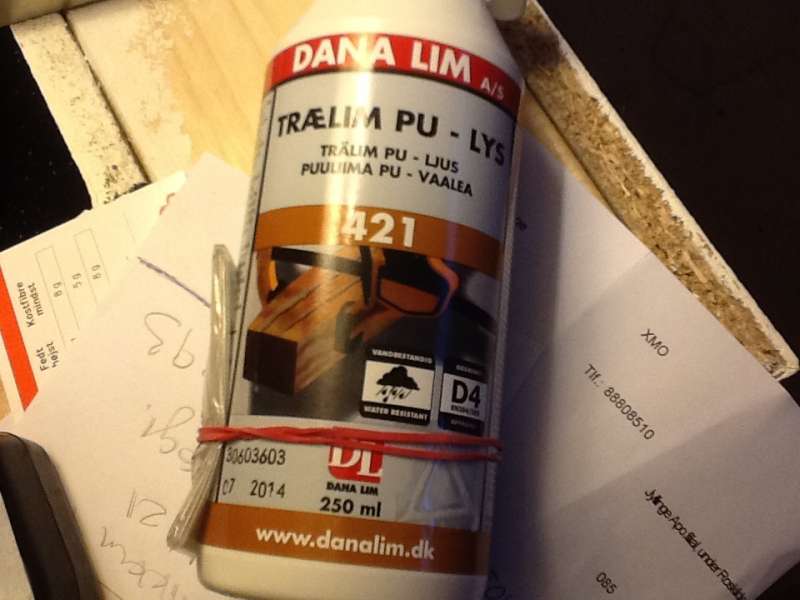 DANA LIM A/S
TRÆLIM PU - LYS
TRÄLIM PU - LJUS
PUULIIMA PU - VAALEA
421
VANDBESTANDIG
WATER RESISTANT
D4
30603603
07 2014
DL
DANA LIM
250 ml
www.danalim.dk
Kostfibre
mindst
8 g
5 g
8 g
Fedt
højst
XMO
Tlf.: 88808510
085